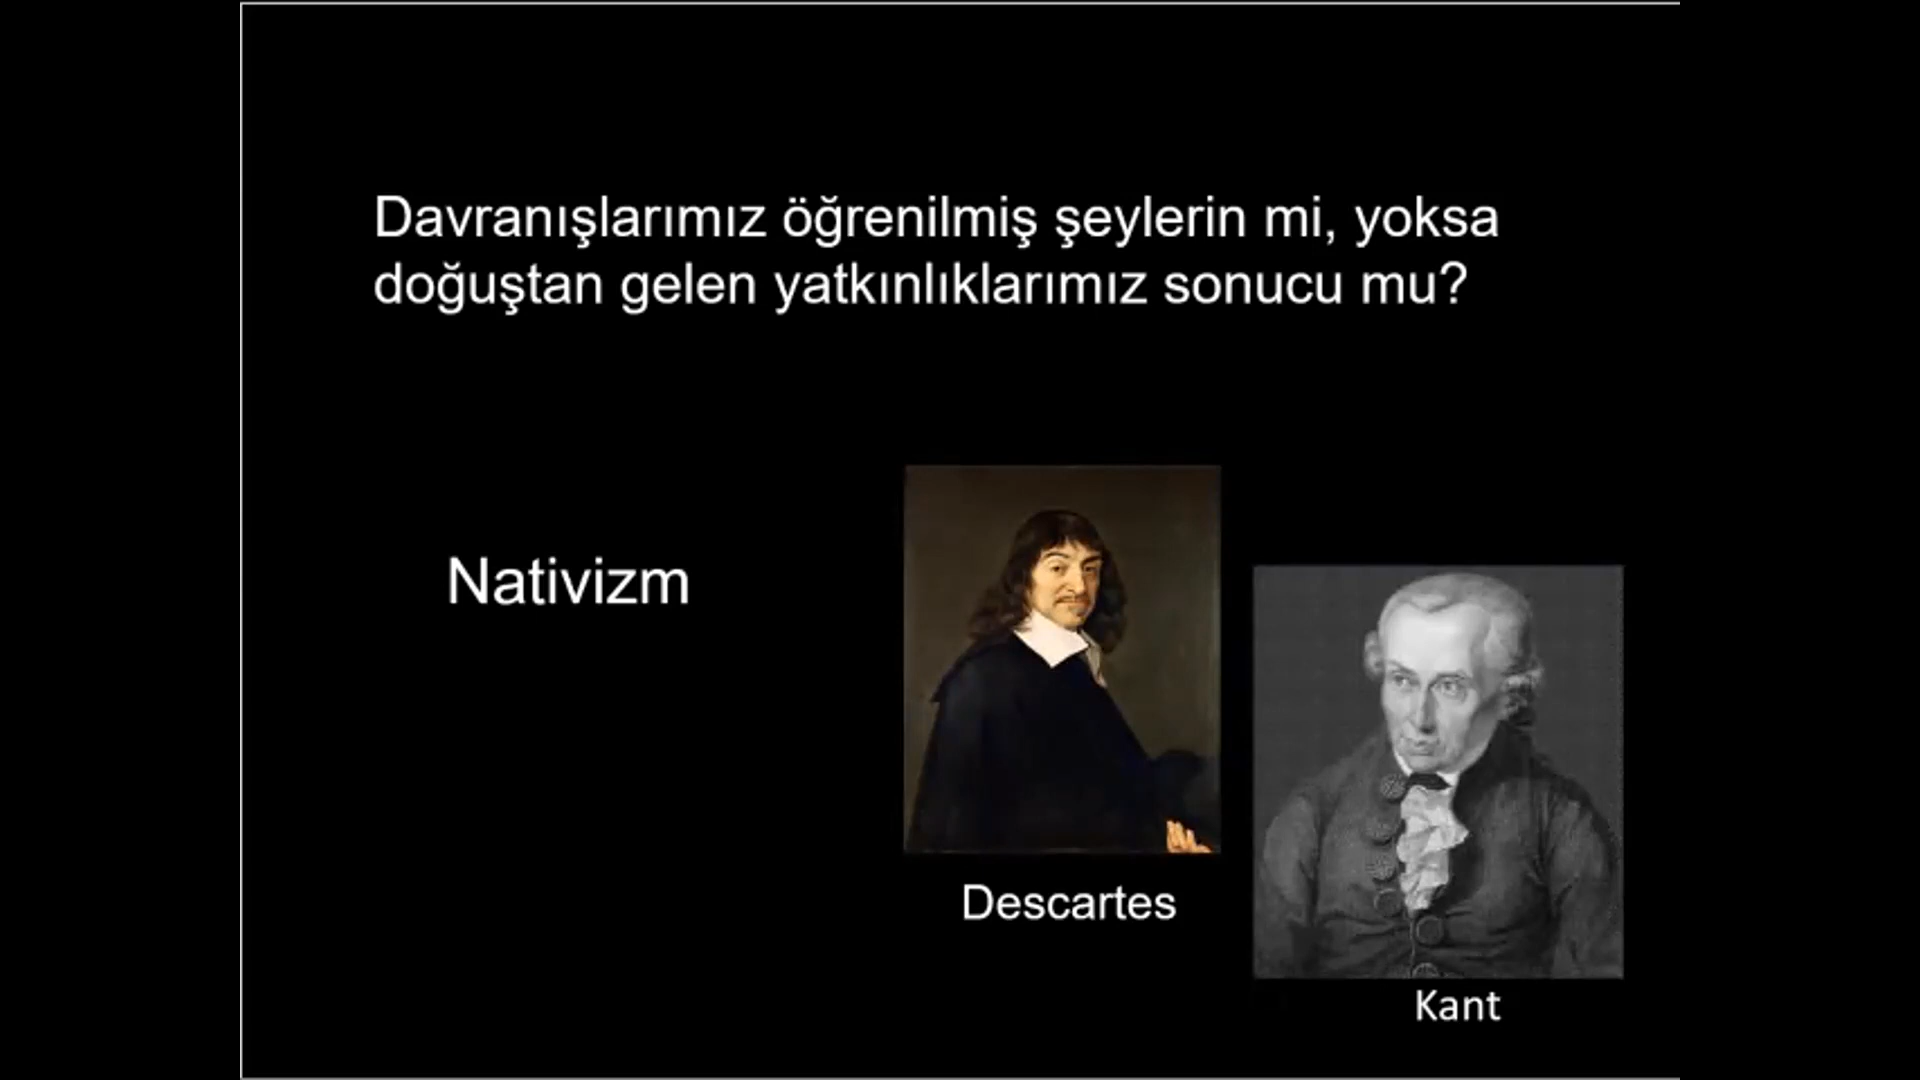 Davranışlarımız öğrenilmiş şeylerin mi, yoksa
doğuştan gelen yatkınlıklarımız sonucu mu?
Nativizm
Descartes
Kant